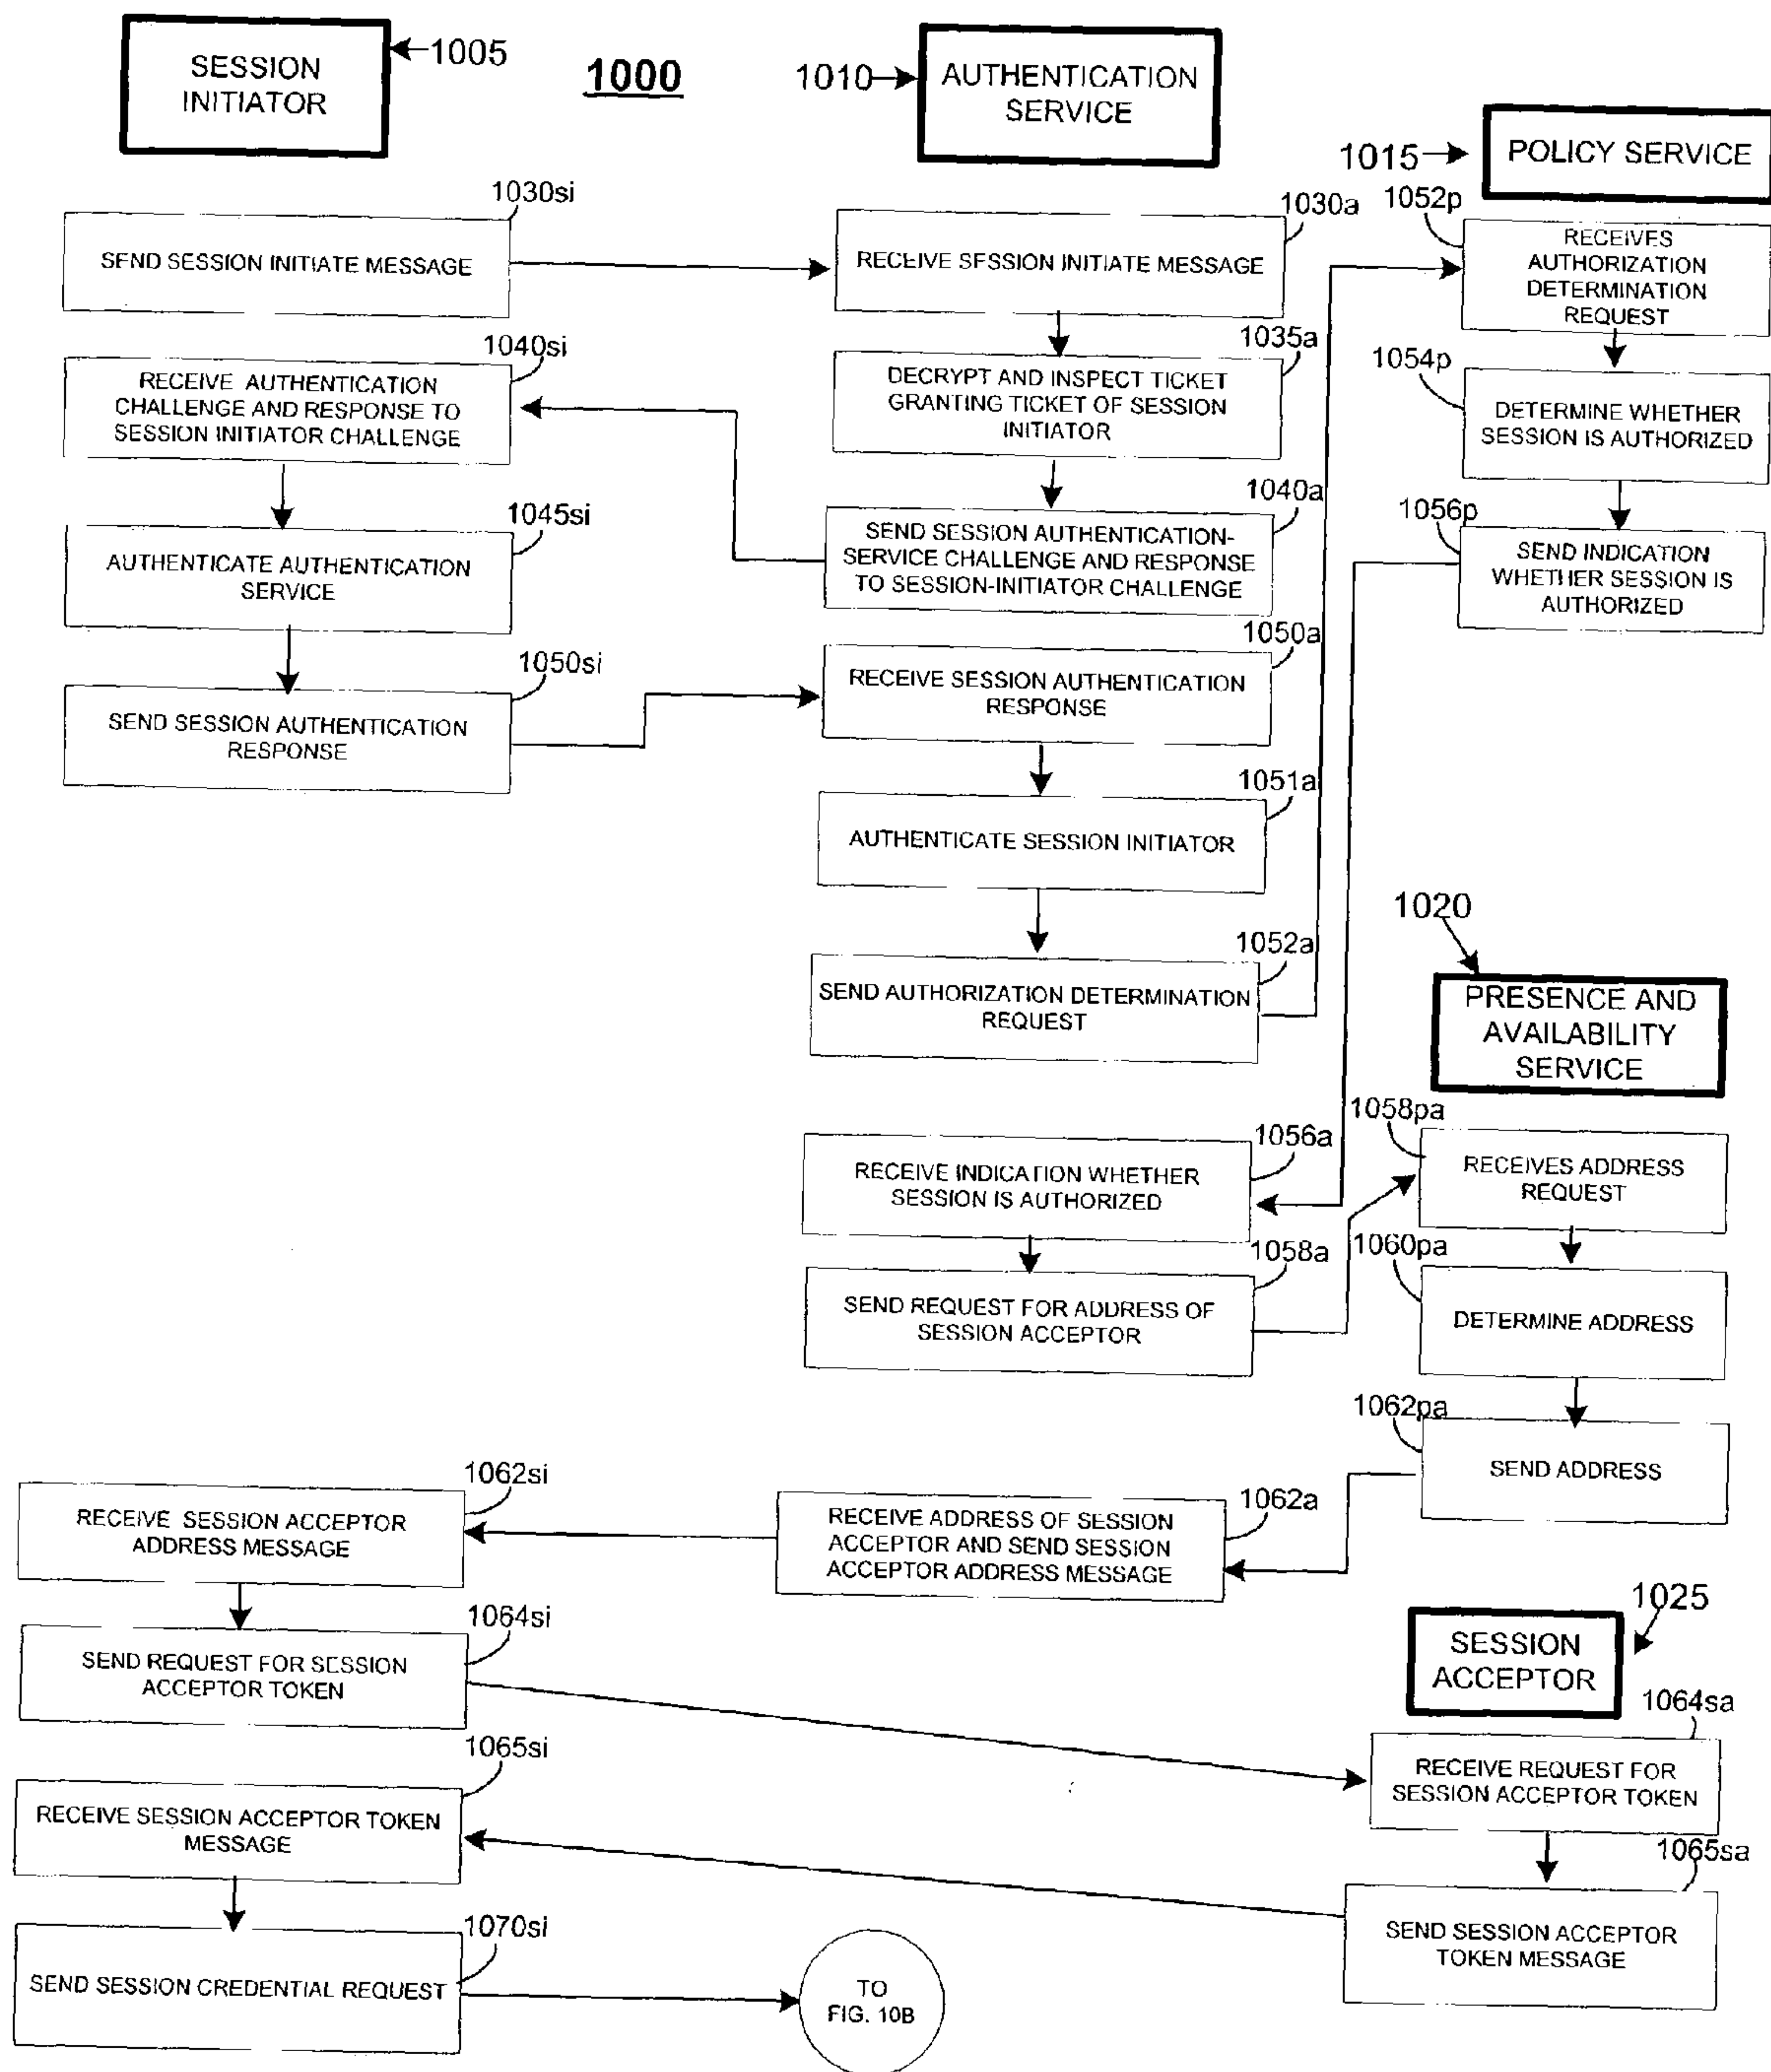 SESSION
INITIATOR
1005
1000
1010
AUTHENTICATION
SERVICE
1015
POLICY SERVICE
1030si
SEND SESSION INITIATE MESSAGE
1030a
RECEIVE SESSION INITIATE MESSAGE
1052p
RECEIVES
AUTHORIZATION
DETERMINATION
REQUEST
1040si
RECEIVE AUTHENTICATION
CHALLENGE AND RESPONSE TO
SESSION INITIATOR CHALLENGE
1035a
DECRYPT AND INSPECT TICKET
GRANTING TICKET OF SESSION
INITIATOR
1054p
DETERMINE WHETHER
SESSION IS AUTHORIZED
1045si
AUTHENTICATE AUTHENTICATION
SERVICE
1040a
SEND SESSION AUTHENTICATION-
SERVICE CHALLENGE AND RESPONSE
TO SESSION-INITIATOR CHALLENGE
1056p
SEND INDICATION
WHETHER SESSION IS
AUTHORIZED
1050si
SEND SESSION AUTHENTICATION
RESPONSE
1050a
RECEIVE SESSION AUTHENTICATION
RESPONSE
1051a
AUTHENTICATE SESSION INITIATOR
1052a
SEND AUTHORIZATION DETERMINATION
REQUEST
1020
PRESENCE AND
AVAILABILITY
SERVICE
1056a
RECEIVE INDICATION WHETHER
SESSION IS AUTHORIZED
1058pa
RECEIVES ADDRESS
REQUEST
1058a
SEND REQUEST FOR ADDRESS OF
SESSION ACCEPTOR
1060pa
DETERMINE ADDRESS
1062pa
SEND ADDRESS
1062si
RECEIVE SESSION ACCEPTOR
ADDRESS MESSAGE
1062a
RECEIVE ADDRESS OF SESSION
ACCEPTOR AND SEND SESSION
ACCEPTOR ADDRESS MESSAGE
1025
SESSION
ACCEPTOR
1064si
SEND REQUEST FOR SESSION
ACCEPTOR TOKEN
1064sa
RECEIVE REQUEST FOR
SESSION ACCEPTOR TOKEN
1065si
RECEIVE SESSION ACCEPTOR TOKEN
MESSAGE
1065sa
SEND SESSION ACCEPTOR
TOKEN MESSAGE
1070si
SEND SESSION CREDENTIAL REQUEST
TO
FIG. 10B